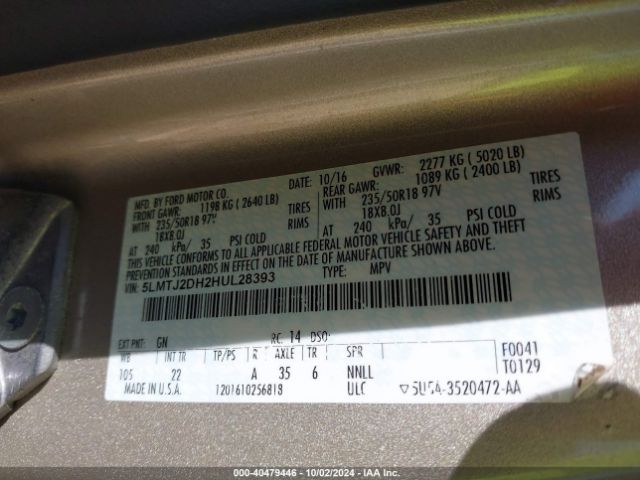 MFD. BY FORD MOTOR CO.
DATE: 10/16 GVWR: 2277 KG ( 5020 LB)
FRONT GAWR: 1198 KG ( 2640 LB) REAR GAWR: 1089 KG ( 2400 LB)
WITH 235/50R18 97V TIRES WITH 235/50R18 97V TIRES
18X8.0J RIMS 18X8.0J RIMS
AT 240 kPa/ 35 PSI COLD AT 240 kPa/ 35 PSI COLD
THIS VEHICLE CONFORMS TO ALL APPLICABLE FEDERAL MOTOR VEHICLE SAFETY AND THEFT
PREVENTION STANDARDS IN EFFECT ON THE DATE OF MANUFACTURE SHOWN ABOVE.
VIN: 5LMTJ2DH2HUL28393 TYPE: MPV
EXT PNT: GN RC: 14 DSO:
WB INT TR TP/PS R AXLE TR SPR F0041
105 22 A 35 6 NNLL T0129
MADE IN U.S.A. 1201610256818 ULC 5U54-3520472-AA
000-40479446 - 10/02/2024 - IAA Inc.